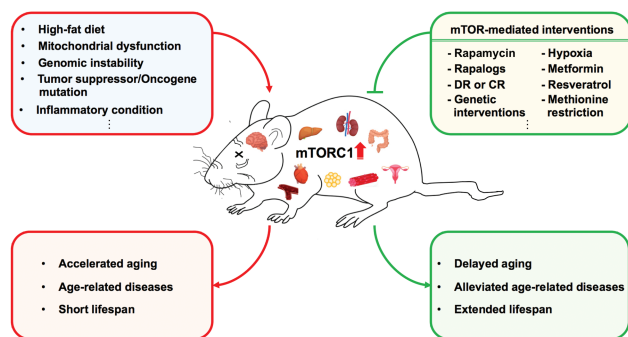 • High-fat diet
• Mitochondrial dysfunction
• Genomic instability
• Tumor suppressor/Oncogene
mutation
• Inflammatory condition
⋮
mTOR-mediated interventions
- Rapamycin
- Rapalogs
- DR or CR
- Genetic
interventions
- Hypoxia
- Metformin
- Resveratrol
- Methionine
restriction
⋮
mTORC1
• Accelerated aging
• Age-related diseases
• Short lifespan
• Delayed aging
• Alleviated age-related diseases
• Extended lifespan